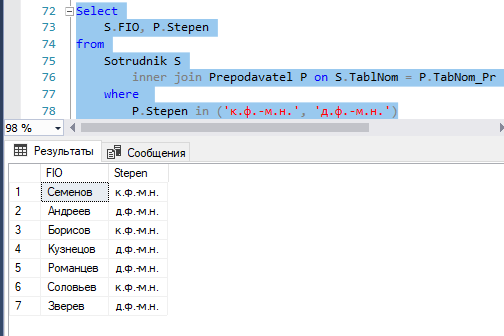 72 Select
73 S.FIO, P.Stepen
74 from
75 Sotrudnik S
76 inner join Prepodavatel P on S.TablNom = P.TabNom_Pr
77 where
78 P.Stepen in ('к.ф.-м.н.', 'д.ф.-м.н.')
98 %
Результаты Сообщения
FIO Stepen
1 Семенов к.ф.-м.н.
2 Андреев д.ф.-м.н.
3 Борисов к.ф.-м.н.
4 Кузнецов д.ф.-м.н.
5 Романцев д.ф.-м.н.
6 Соловьев к.ф.-м.н.
7 Зверев д.ф.-м.н.